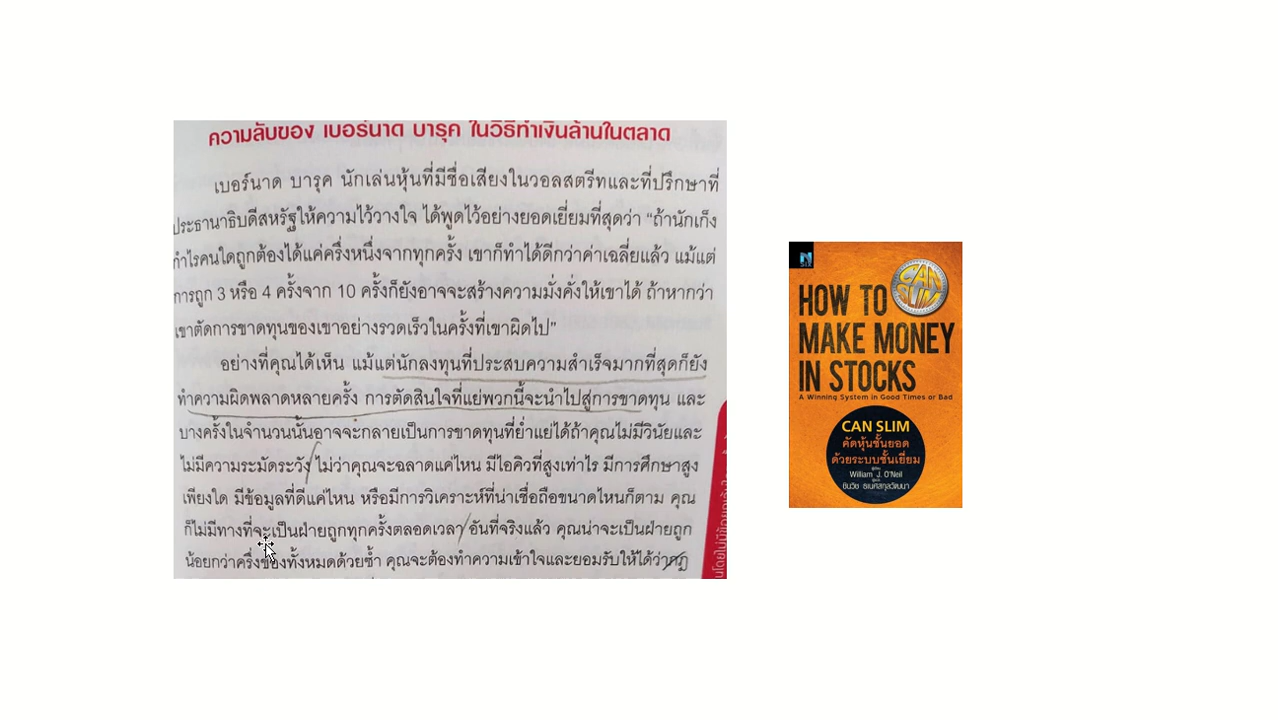 ความลับของ เบอร์นาด บารุค ในวิธีทำเงินล้านในตลาด
เบอร์นาด บารุค นักเล่นหุ้นที่มีชื่อเสียงในวอลสตรีทและที่ปรึกษาที่
ประธานาธิบดีสหรัฐให้ความไว้วางใจ ได้พูดไว้อย่างยอดเยี่ยมที่สุดว่า “ถ้านักเก็ง
กำไรคนใดถูกต้องได้แค่ครึ่งหนึ่งจากทุกครั้ง เขาก็ทำได้ดีกว่าค่าเฉลี่ยแล้ว แม้แต่
การถูก 3 หรือ 4 ครั้งจาก 10 ครั้งก็ยังอาจจะสร้างความมั่งคั่งให้เขาได้ ถ้าหากว่า
เขาตัดการขาดทุนของเขาอย่างรวดเร็วในครั้งที่เขาผิดไป”
อย่างที่คุณได้เห็น แม้แต่นักลงทุนที่ประสบความสำเร็จมากที่สุดก็ยัง
ทำความผิดพลาดหลายครั้ง การตัดสินใจที่แย่พวกนี้จะนำไปสู่การขาดทุน และ
บางครั้งในจำนวนนั้นอาจจะกลายเป็นการขาดทุนที่ย่ำแย่ได้ถ้าคุณไม่มีวินัยและ
ไม่มีความระมัดระวัง ไม่ว่าคุณจะฉลาดแค่ไหน มีไอคิวที่สูงเท่าไร มีการศึกษาสูง
เพียงใด มีข้อมูลที่ดีแค่ไหน หรือมีการวิเคราะห์ที่น่าเชื่อถือขนาดไหนก็ตาม คุณ
ก็ไม่มีทางที่จะเป็นฝ่ายถูกทุกครั้งตลอดเวลา อันที่จริงแล้ว คุณน่าจะเป็นฝ่ายถูก
น้อยกว่าครึ่งของทั้งหมดด้วยซ้ำ คุณจะต้องทำความเข้าใจและยอมรับให้ได้ว่ากฎ
CAN SLIM
HOW TO
MAKE MONEY
IN STOCKS
A Winning System in Good Times or Bad
CAN SLIM
คัดหุ้นชั้นยอด
ด้วยระบบชั้นเยี่ยม
William J. O'Neil